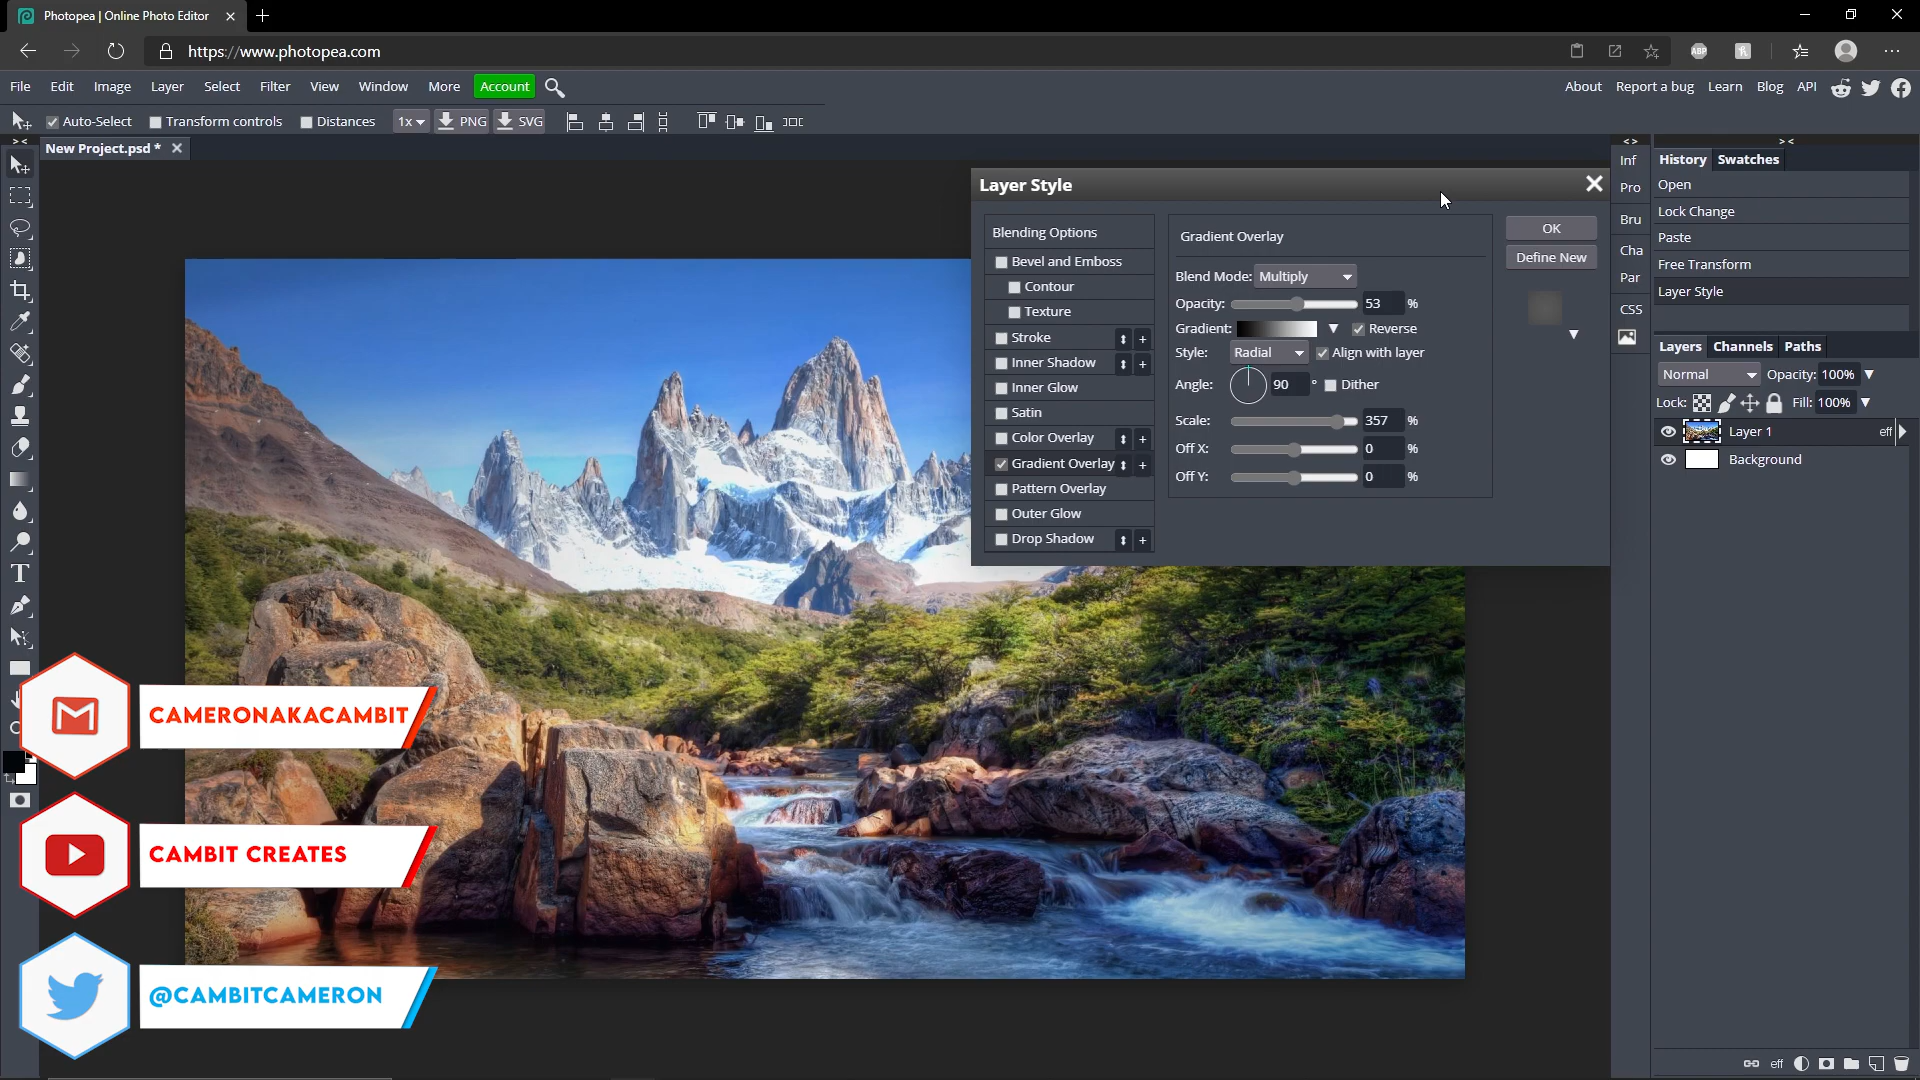 Photopea | Online Photo Editor
https://www.photopea.com
ABP
File Edit Image Layer Select Filter View Window More Account
About Report a bug Learn Blog API
Auto-Select Transform controls Distances 1x PNG SVG
New Project.psd *
Layer Style
Blending Options
Bevel and Emboss
Contour
Texture
Stroke +
Inner Shadow +
Inner Glow
Satin
Color Overlay +
Gradient Overlay +
Pattern Overlay
Outer Glow
Drop Shadow +
Gradient Overlay
Blend Mode: Multiply
Opacity: 53 %
Gradient: Reverse
Style: Radial Align with layer
Angle: 90 ° Dither
Scale: 357 %
Off X: 0 %
Off Y: 0 %
OK
Define New
Inf
Pro
Bru
Cha
Par
CSS
History Swatches
Open
Lock Change
Paste
Free Transform
Layer Style
Layers Channels Paths
Normal Opacity: 100%
Lock: Fill: 100%
Layer 1 eff
Background
eff
CAMERONAKACAMBIT
CAMBIT CREATES
@CAMBITCAMERON